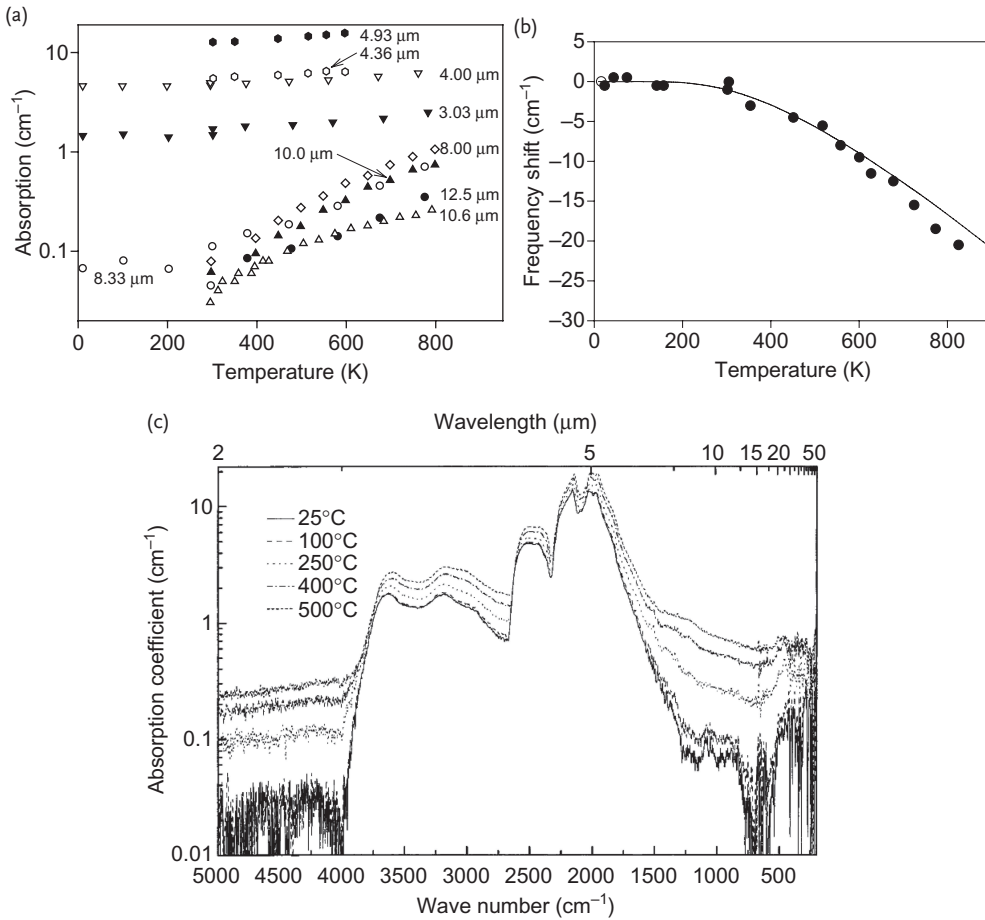 (a)
10
1
0.1
Absorption (cm⁻¹)
4.93 µm
4.36 µm
4.00 µm
3.03 µm
10.0 µm
8.00 µm
12.5 µm
10.6 µm
8.33 µm
0 200 400 600 800
Temperature (K)
(b)
5
0
−5
−10
−15
−20
−25
−30
Frequency shift (cm⁻¹)
0 200 400 600 800
Temperature (K)
(c)
Wavelength (µm)
2 5 10 15 20 50
10
1
0.1
0.01
Absorption coefficient (cm⁻¹)
25°C
100°C
250°C
400°C
500°C
5000 4500 4000 3500 3000 2500 2000 1500 1000 500
Wave number (cm⁻¹)